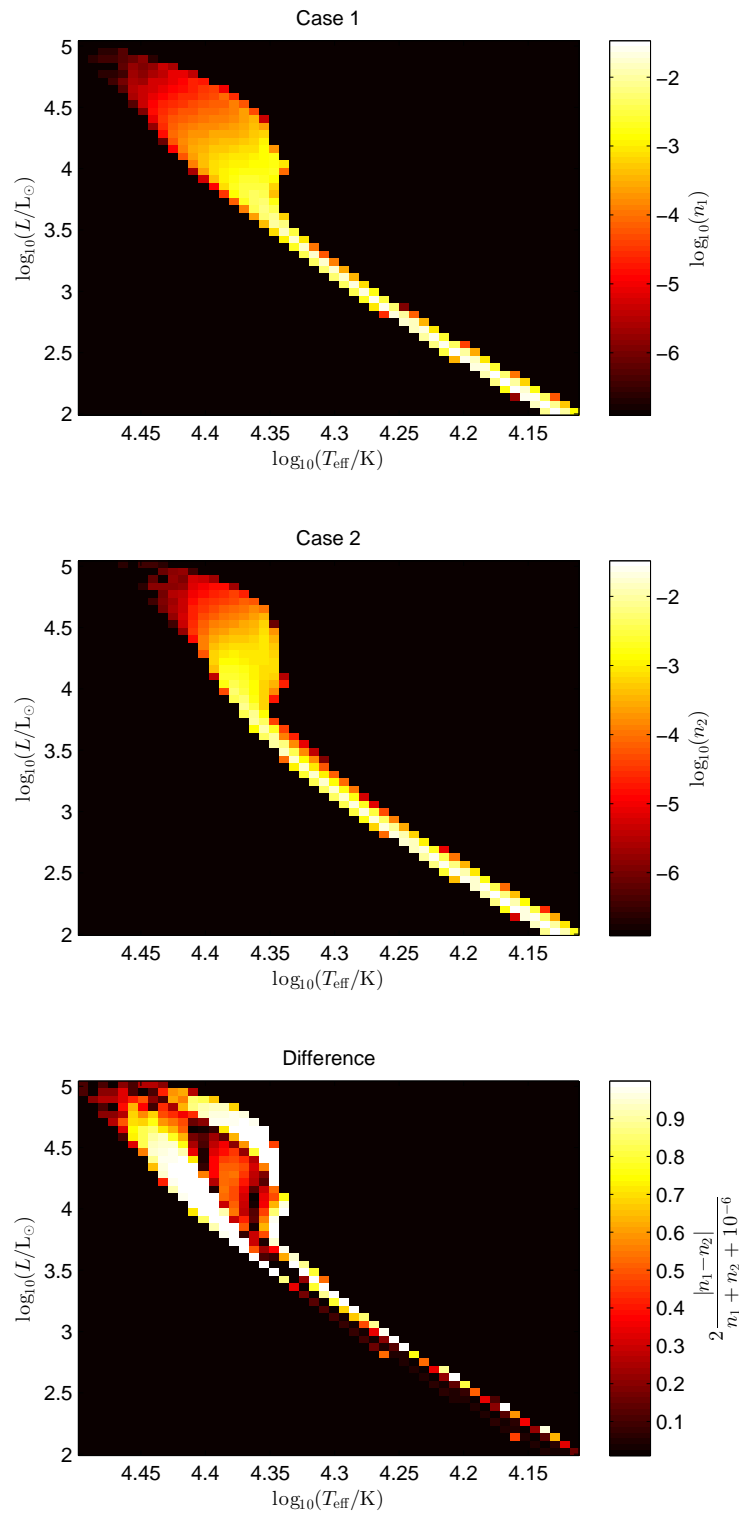 Case 1
5
4.5
4
3.5
3
2.5
2
log₁₀(L/L⊙)
4.45 4.4 4.35 4.3 4.25 4.2 4.15
log₁₀(T_eff/K)
−2
−3
−4
−5
−6
log₁₀(n₁)
Case 2
5
4.5
4
3.5
3
2.5
2
log₁₀(L/L⊙)
4.45 4.4 4.35 4.3 4.25 4.2 4.15
log₁₀(T_eff/K)
−2
−3
−4
−5
−6
log₁₀(n₂)
Difference
5
4.5
4
3.5
3
2.5
2
log₁₀(L/L⊙)
4.45 4.4 4.35 4.3 4.25 4.2 4.15
log₁₀(T_eff/K)
0.9
0.8
0.7
0.6
0.5
0.4
0.3
0.2
0.1
2 |n₁−n₂| / n₁ + n₂ + 10⁻⁶